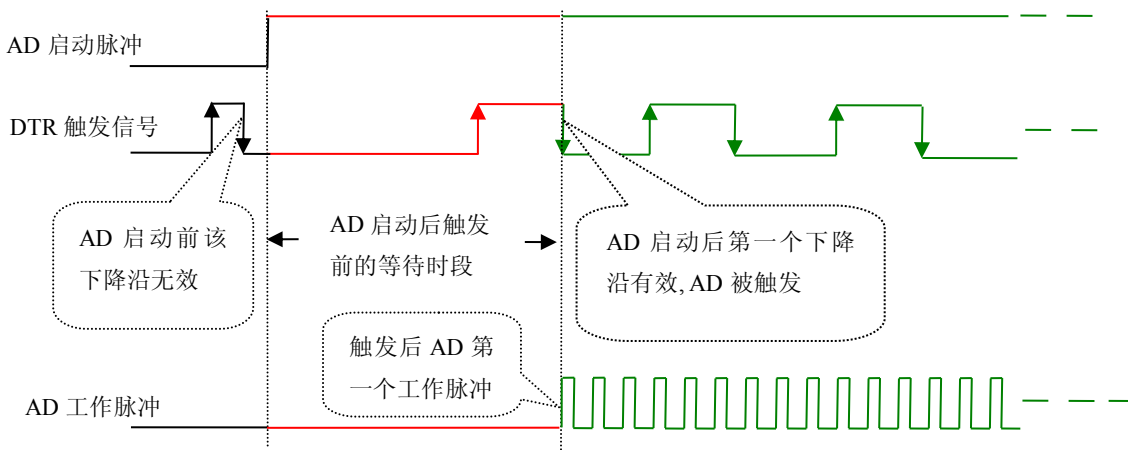 AD 启动脉冲
DTR 触发信号
AD 启动前该
下降沿无效
AD 启动后触发
前的等待时段
AD 启动后第一个下降
沿有效, AD 被触发
触发后 AD 第
一个工作脉冲
AD 工作脉冲